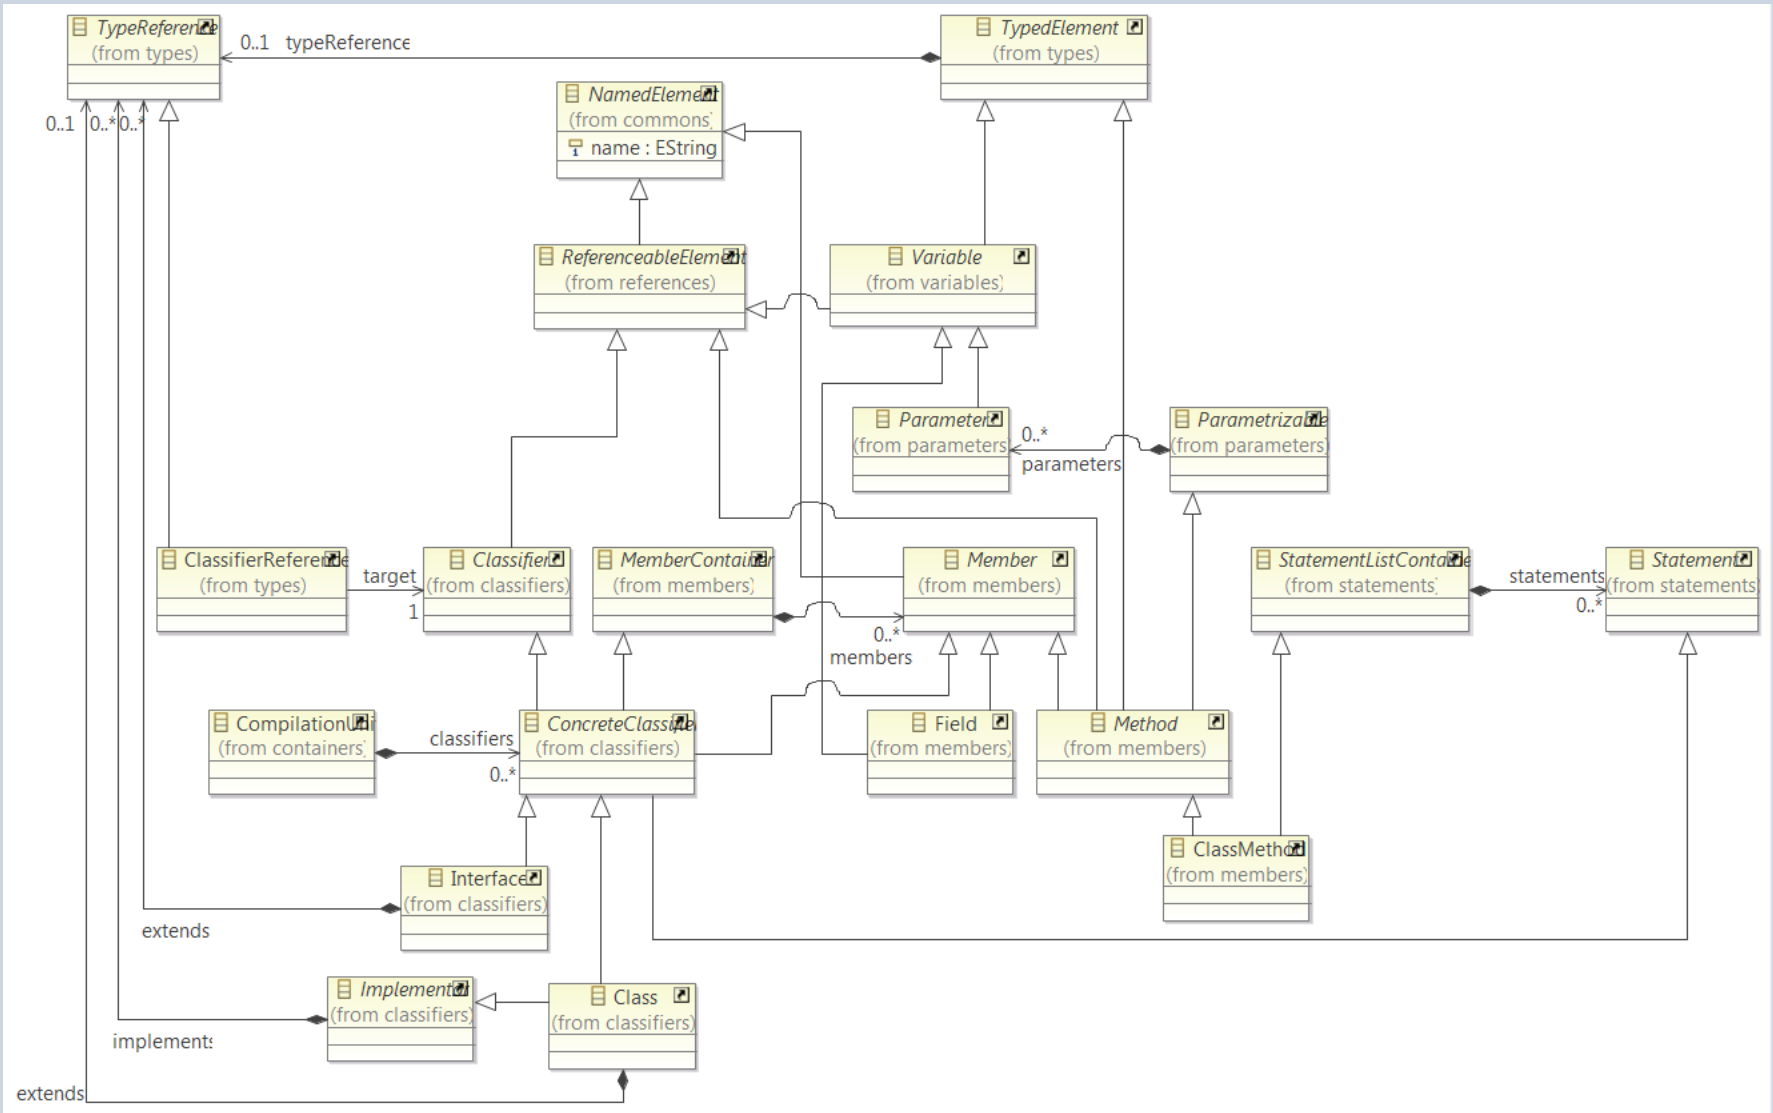 TypeReference
(from types)
0..1 typeReference
TypedElement
(from types)
NamedElement
(from commons)
name : EString
0..1
0..*
0..*
ReferenceableElement
(from references)
Variable
(from variables)
Parameter
(from parameters)
0..*
parameters
Parametrizable
(from parameters)
ClassifierReference
(from types)
target
1
Classifier
(from classifiers)
MemberContainer
(from members)
0..*
members
Member
(from members)
StatementListContaine
(from statements)
statements
0..*
Statement
(from statements)
CompilationUni
(from containers)
classifiers
0..*
ConcreteClassifier
(from classifiers)
Field
(from members)
Method
(from members)
ClassMethod
(from members)
Interface
(from classifiers)
extends
Implementor
(from classifiers)
implements
Class
(from classifiers)
extends